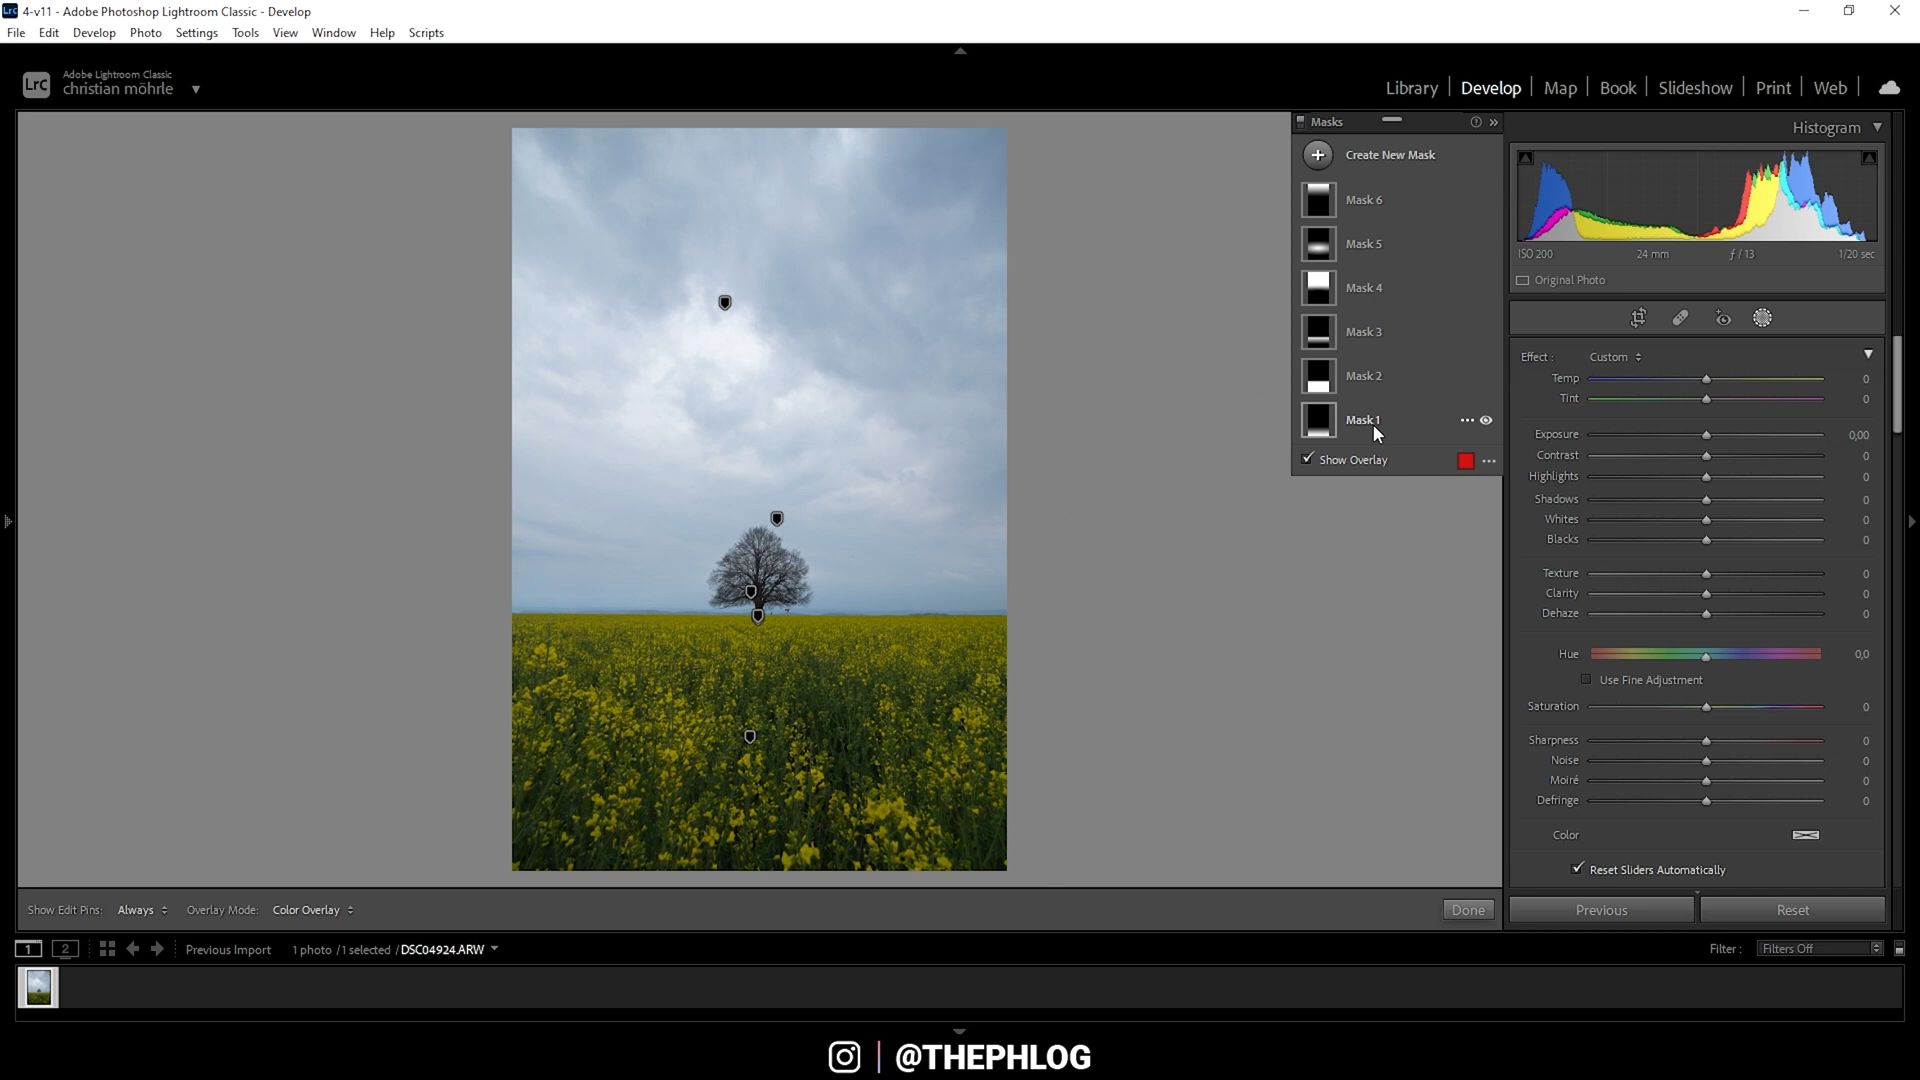 Lrc 4-v11 - Adobe Photoshop Lightroom Classic - Develop
File Edit Develop Photo Settings Tools View Window Help Scripts
LrC Adobe Lightroom Classic
christian möhrle
Library Develop Map Book Slideshow Print Web
Masks
Create New Mask
Mask 6
Mask 5
Mask 4
Mask 3
Mask 2
Mask 1
Show Overlay
Histogram
ISO 200 24 mm ƒ / 13 1/20 sec
Original Photo
Effect : Custom
Temp 0
Tint 0
Exposure 0,00
Contrast 0
Highlights 0
Shadows 0
Whites 0
Blacks 0
Texture 0
Clarity 0
Dehaze 0
Hue 0,0
Use Fine Adjustment
Saturation 0
Sharpness 0
Noise 0
Moiré 0
Defringe 0
Color
Reset Sliders Automatically
Show Edit Pins: Always Overlay Mode: Color Overlay Done
Previous Reset
1 2 Previous Import 1 photo / 1 selected / DSC04924.ARW Filter : Filters Off
@THEPHLOG